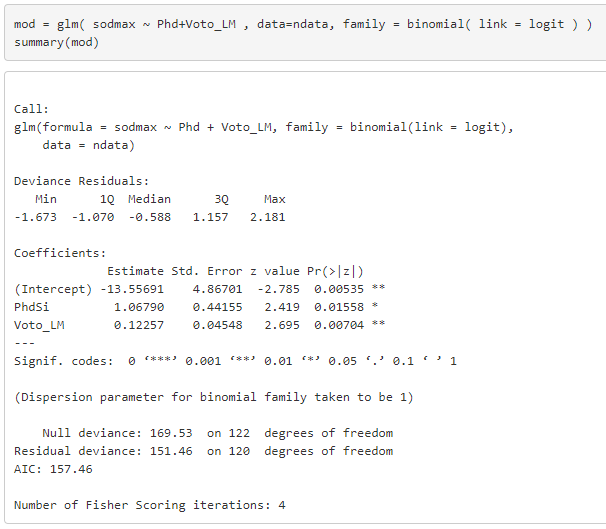 mod = glm( sodmax ~ Phd+Voto_LM , data=ndata, family = binomial( link = logit ) )
summary(mod)
Call:
glm(formula = sodmax ~ Phd + Voto_LM, family = binomial(link = logit),
    data = ndata)
Deviance Residuals:
   Min      1Q  Median      3Q     Max
-1.673  -1.070  -0.588   1.157   2.181
Coefficients:
             Estimate Std. Error z value Pr(>|z|)
(Intercept) -13.55691    4.86701  -2.785  0.00535 **
PhdSi         1.06790    0.44155   2.419  0.01558 *
Voto_LM       0.12257    0.04548   2.695  0.00704 **
---
Signif. codes:  0 ‘***’ 0.001 ‘**’ 0.01 ‘*’ 0.05 ‘.’ 0.1 ‘ ’ 1
(Dispersion parameter for binomial family taken to be 1)
    Null deviance: 169.53  on 122  degrees of freedom
Residual deviance: 151.46  on 120  degrees of freedom
AIC: 157.46
Number of Fisher Scoring iterations: 4